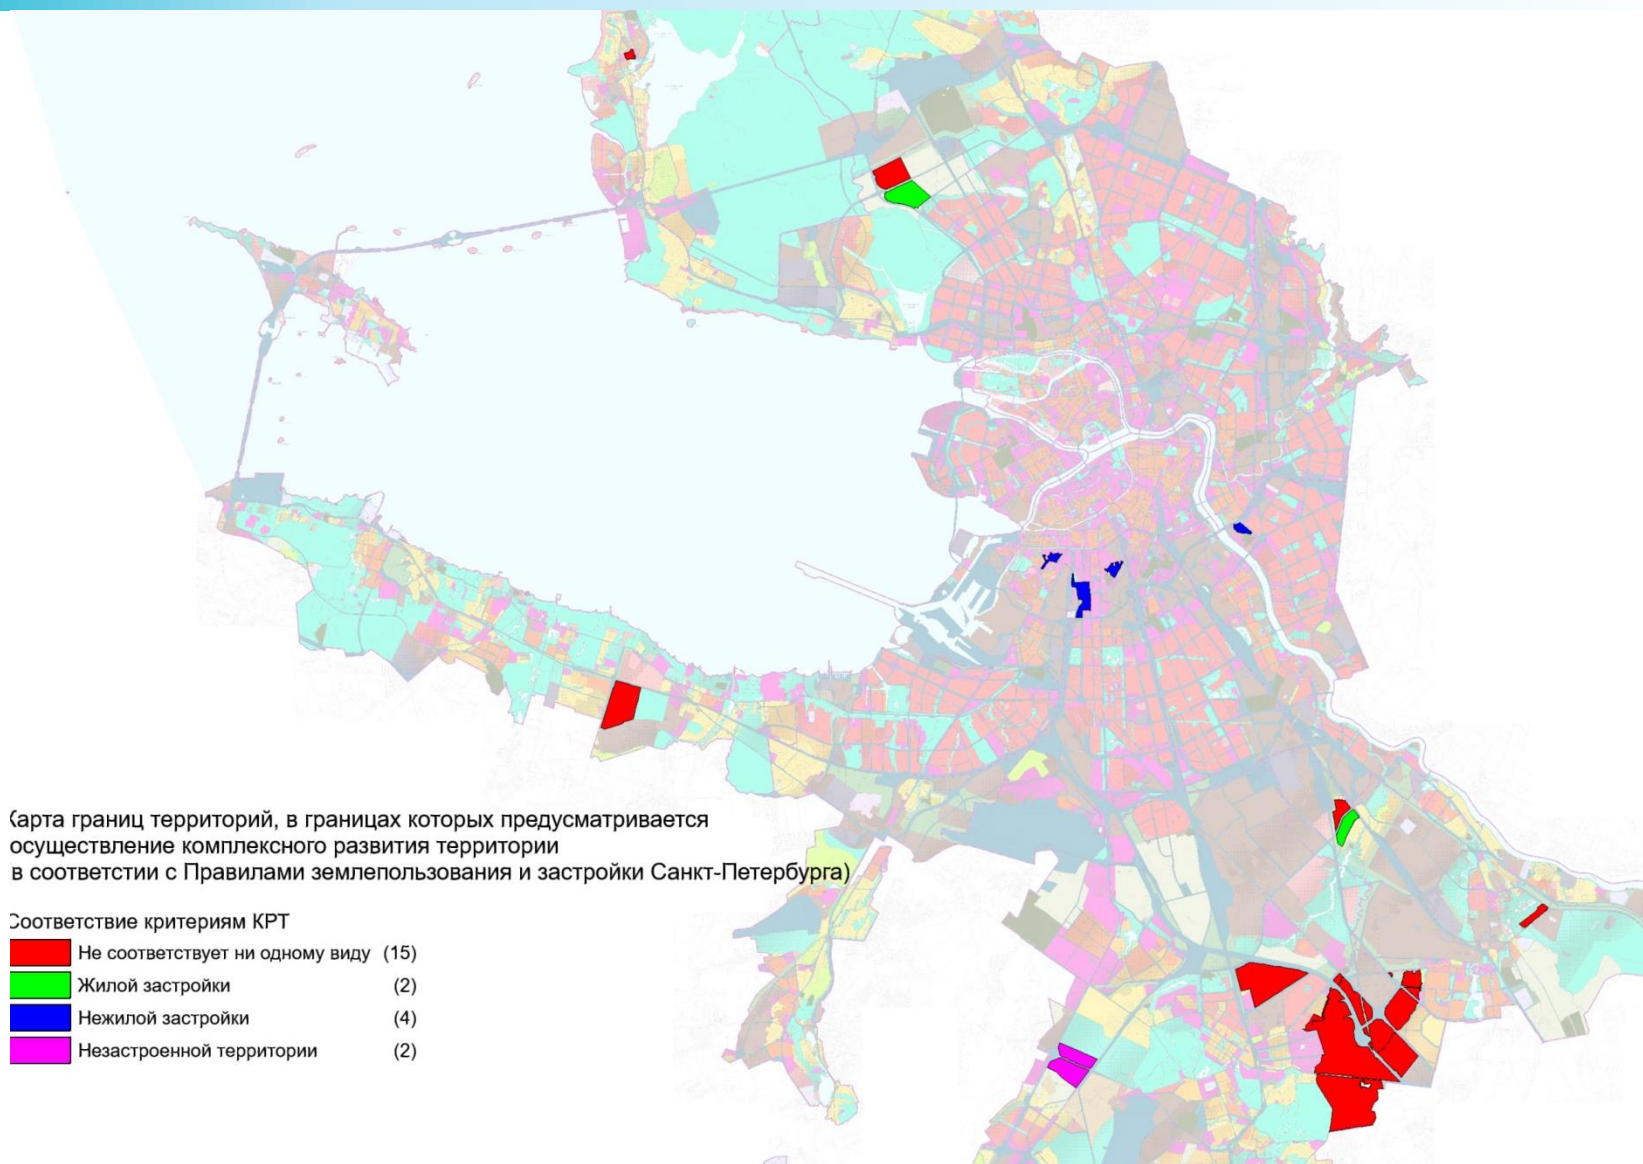 Карта границ территорий, в границах которых предусматривается
осуществление комплексного развития территории
в соответстии с Правилами землепользования и застройки Санкт-Петербурга)
Соответствие критериям КРТ
Не соответствует ни одному виду (15)
Жилой застройки (2)
Нежилой застройки (4)
Незастроенной территории (2)